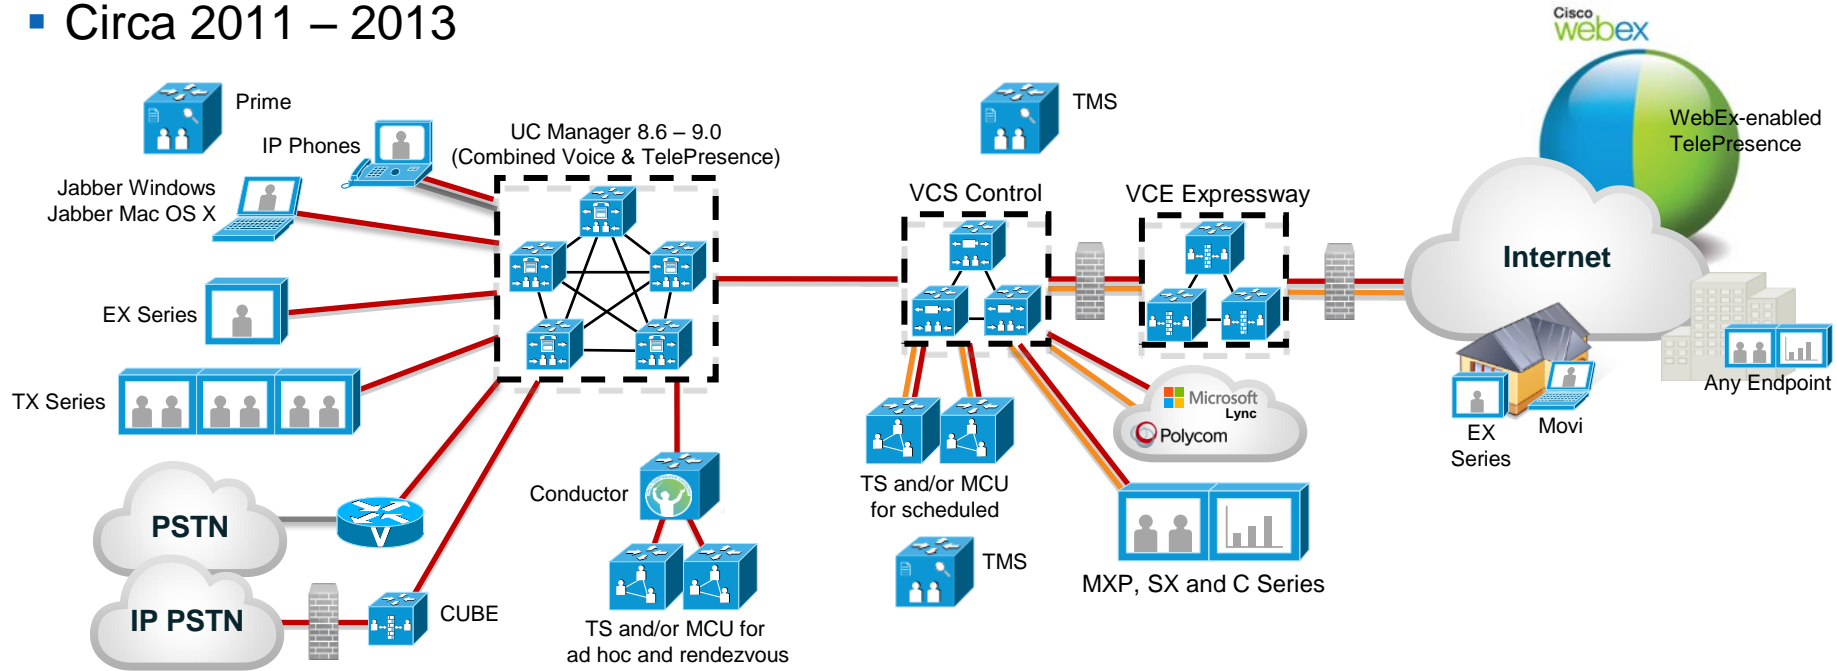 Circa 2011 – 2013
Prime
IP Phones
UC Manager 8.6 – 9.0
(Combined Voice & TelePresence)
Jabber Windows
Jabber Mac OS X
EX Series
TX Series
PSTN
V
IP PSTN
CUBE
Conductor
TS and/or MCU for
ad hoc and rendezvous
TMS
VCS Control
VCE Expressway
TS and/or MCU
for scheduled
TMS
Microsoft
Lync
Polycom
MXP, SX and C Series
Cisco
webex
WebEx-enabled
TelePresence
Internet
EX
Series
Movi
Any Endpoint